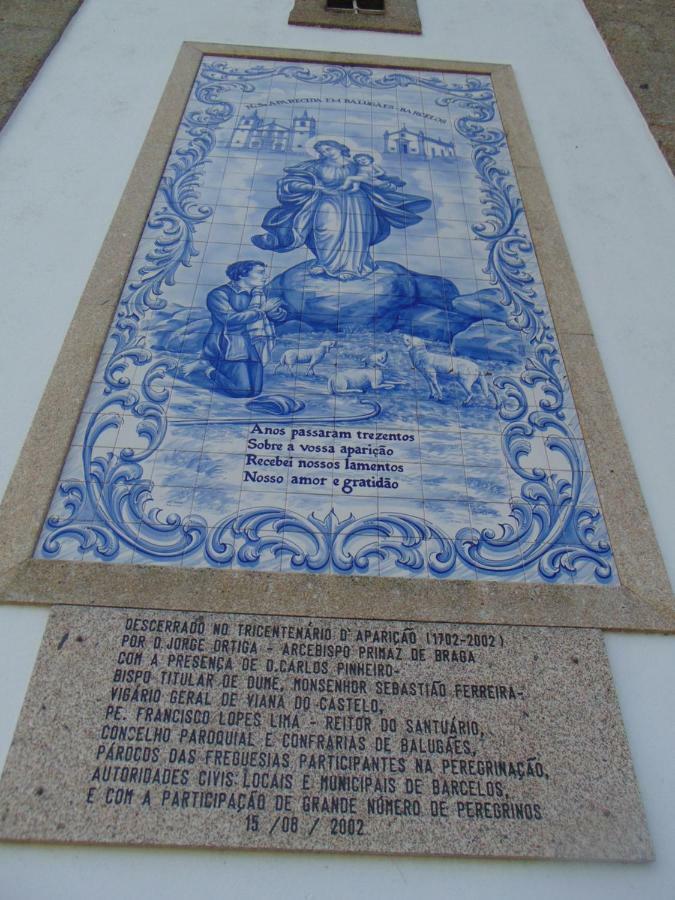 N. S. APARECIDA EM BALUGÃES - BARCELOS
Anos passaram trezentos
Sobre a vossa aparição
Recebei nossos lamentos
Nosso amor e gratidão
DESCERRADO NO TRICENTENÁRIO D'APARIÇÃO (1702-2002)
POR D.JORGE ORTIGA - ARCEBISPO PRIMAZ DE BRAGA
COM A PRESENÇA DE D.CARLOS PINHEIRO-
BISPO TITULAR DE DUME, MONSENHOR SEBASTIÃO FERREIRA-
VIGÁRIO GERAL DE VIANA DO CASTELO,
PE. FRANCISCO LOPES LIMA - REITOR DO SANTUÁRIO,
CONSELHO PAROQUIAL E CONFRARIAS DE BALUGÃES,
PÁROCOS DAS FREGUESIAS PARTICIPANTES NA PEREGRINAÇÃO,
AUTORIDADES CIVIS LOCAIS E MUNICIPAIS DE BARCELOS,
E COM A PARTICIPAÇÃO DE GRANDE NÚMERO DE PEREGRINOS
15 /08 / 2002